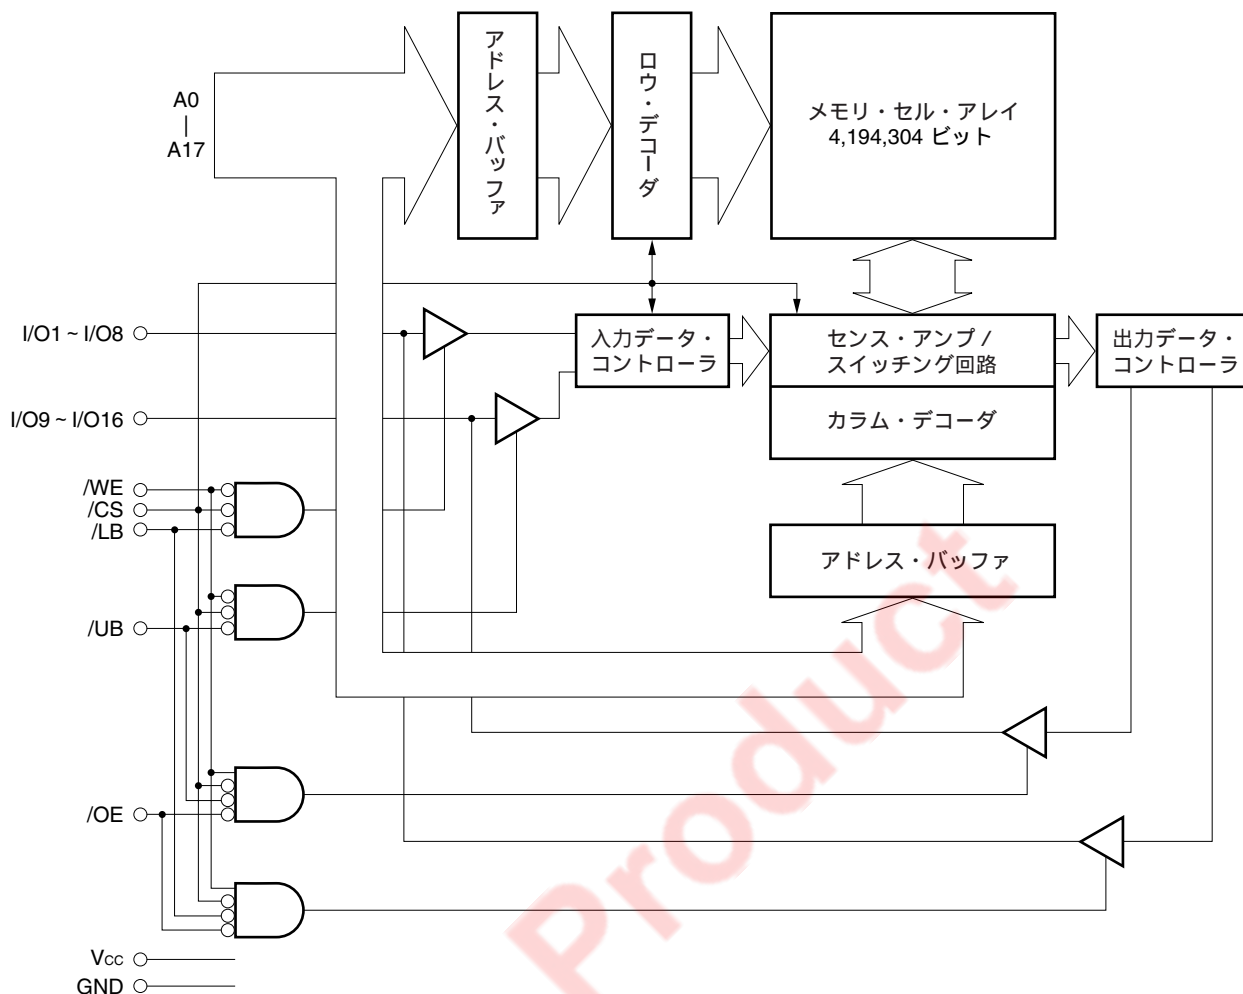 A0
A17
アドレス・バッファ
ロウ・デコーダ
メモリ・セル・アレイ
4,194,304 ビット
I/O1 ~ I/O8
入力データ・
コントローラ
センス・アンプ /
スイッチング回路
出力データ・
コントローラ
I/O9 ~ I/O16
カラム・デコーダ
/WE
/CS
/LB
アドレス・バッファ
/UB
/OE
VCC
GND
Product